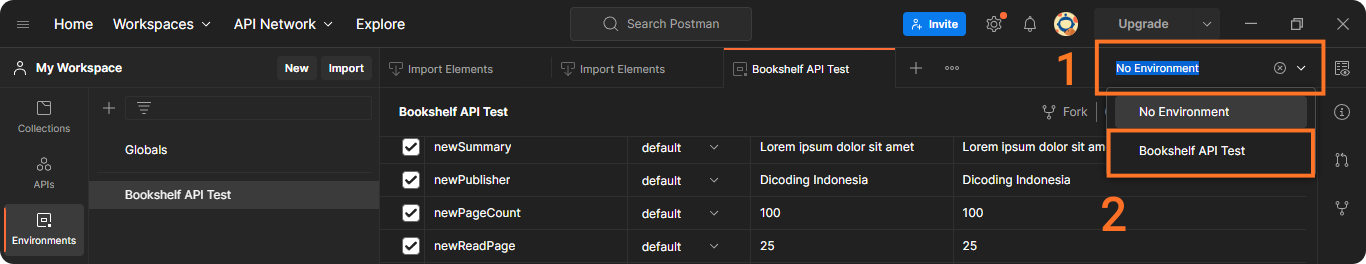 Home Workspaces API Network Explore Search Postman Invite Upgrade
My Workspace New Import Import Elements Import Elements Bookshelf API Test No Environment
1
Collections
APIs
Environments
Globals
Bookshelf API Test
Bookshelf API Test Fork
No Environment
Bookshelf API Test
2
newSummary default Lorem ipsum dolor sit amet Lorem ipsum dolor sit am
newPublisher default Dicoding Indonesia Dicoding Indonesia
newPageCount default 100 100
newReadPage default 25 25